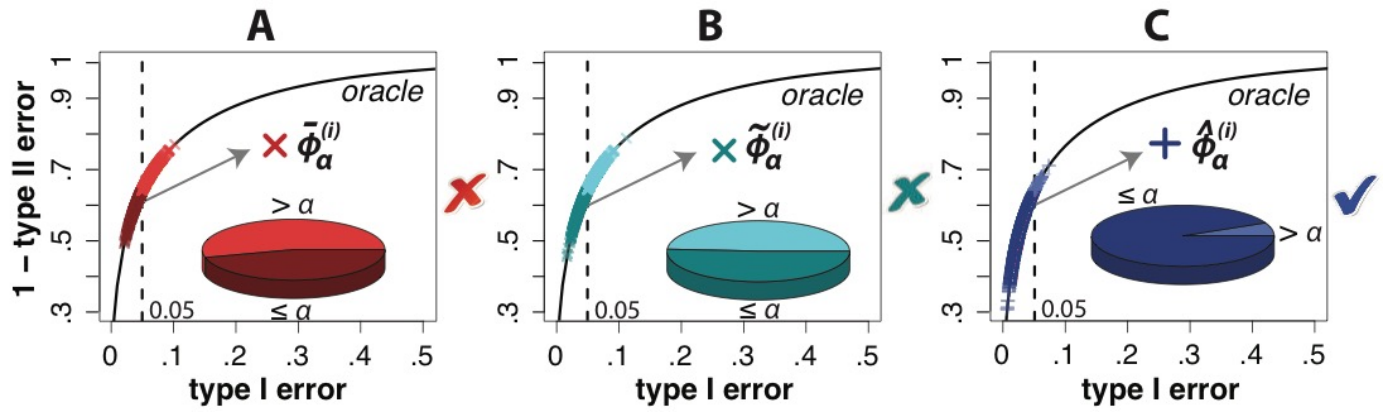 A
B
C
1 − type II error
1
.9
.7
.5
.3
oracle
ϕ̄α(i)
> α
≤ α
0.05
0 .1 .2 .3 .4 .5
type I error
1
.9
.7
.5
.3
oracle
ϕ̃α(i)
> α
≤ α
0.05
0 .1 .2 .3 .4 .5
type I error
1
.9
.7
.5
.3
oracle
ϕ̂α(i)
≤ α
> α
0.05
0 .1 .2 .3 .4 .5
type I error